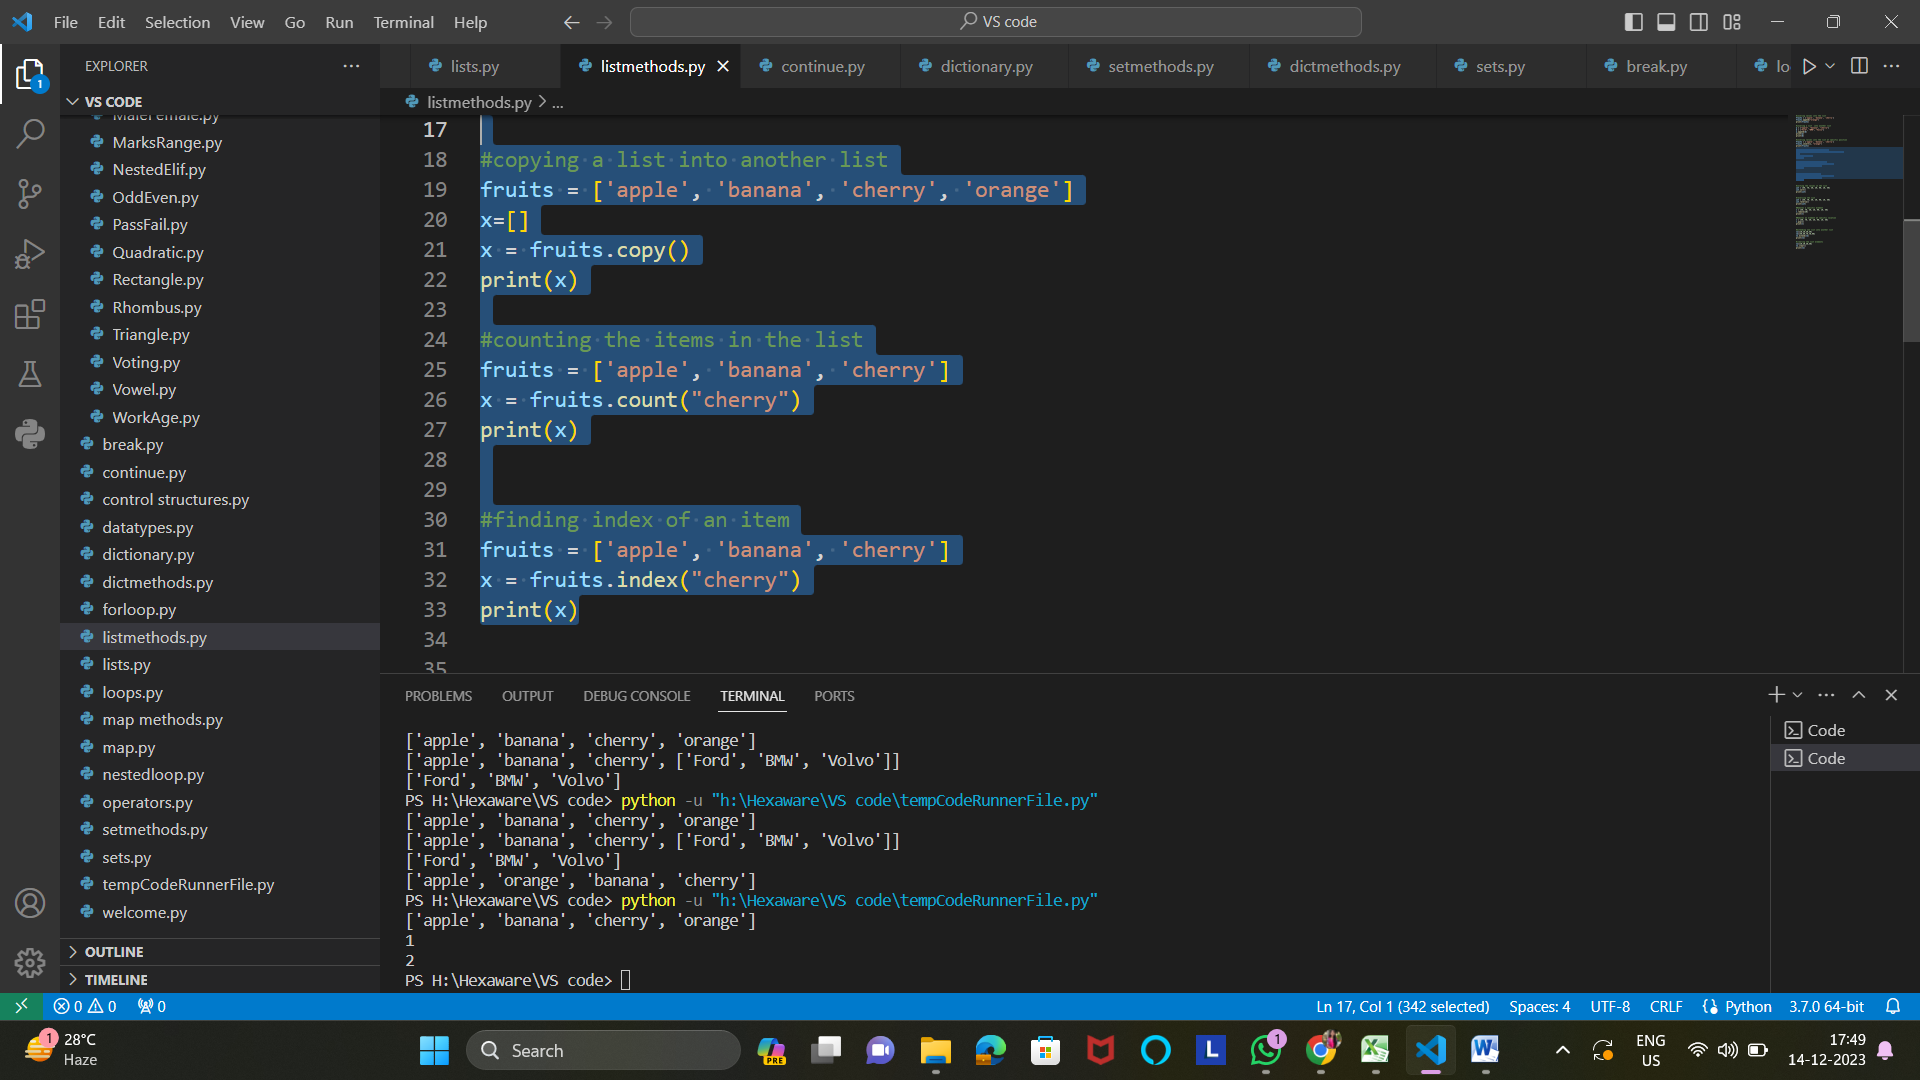 File Edit Selection View Go Run Terminal Help
VS code
EXPLORER
VS CODE
MaleFemale.py
MarksRange.py
NestedElif.py
OddEven.py
PassFail.py
Quadratic.py
Rectangle.py
Rhombus.py
Triangle.py
Voting.py
Vowel.py
WorkAge.py
break.py
continue.py
control structures.py
datatypes.py
dictionary.py
dictmethods.py
forloop.py
listmethods.py
lists.py
loops.py
map methods.py
map.py
nestedloop.py
operators.py
setmethods.py
sets.py
tempCodeRunnerFile.py
welcome.py
OUTLINE
TIMELINE
1
lists.py listmethods.py continue.py dictionary.py setmethods.py dictmethods.py sets.py break.py lo
listmethods.py > ...
17
18 #copying a list into another list
19 fruits = ['apple', 'banana', 'cherry', 'orange']
20 x=[]
21 x = fruits.copy()
22 print(x)
23
24 #counting the items in the list
25 fruits = ['apple', 'banana', 'cherry']
26 x = fruits.count("cherry")
27 print(x)
28
29
30 #finding index of an item
31 fruits = ['apple', 'banana', 'cherry']
32 x = fruits.index("cherry")
33 print(x)
34
35
PROBLEMS OUTPUT DEBUG CONSOLE TERMINAL PORTS
['apple', 'banana', 'cherry', 'orange']
['apple', 'banana', 'cherry', ['Ford', 'BMW', 'Volvo']]
['Ford', 'BMW', 'Volvo']
PS H:\Hexaware\VS code> python -u "h:\Hexaware\VS code\tempCodeRunnerFile.py"
['apple', 'banana', 'cherry', 'orange']
['apple', 'banana', 'cherry', ['Ford', 'BMW', 'Volvo']]
['Ford', 'BMW', 'Volvo']
['apple', 'orange', 'banana', 'cherry']
PS H:\Hexaware\VS code> python -u "h:\Hexaware\VS code\tempCodeRunnerFile.py"
['apple', 'banana', 'cherry', 'orange']
1
2
PS H:\Hexaware\VS code>
Code
Code
0 0 0
Ln 17, Col 1 (342 selected) Spaces: 4 UTF-8 CRLF Python 3.7.0 64-bit
1
28°C
Haze
Search
PRE
L
1
ENG
US
17:49
14-12-2023